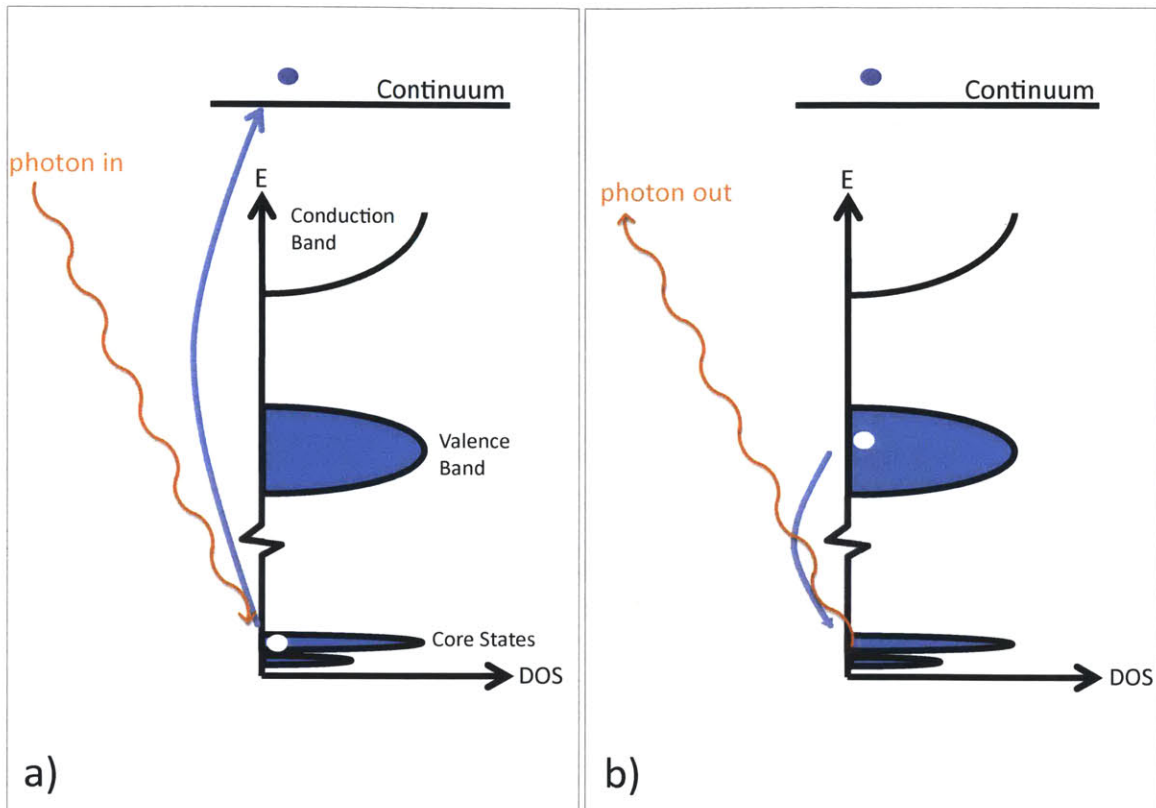 Continuum
photon in
E
Conduction
Band
Valence
Band
Core States
DOS
a)
Continuum
E
photon out
DOS
b)